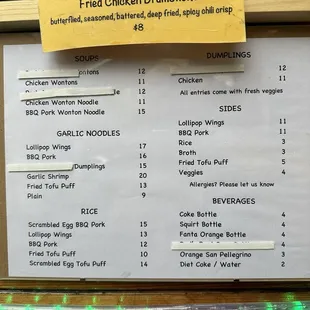 Fried Chicken
butterflied, seasoned, battered, deep fried, spicy chili crisp
$8
SOUPS
12
Chicken Wontons 11
12
Chicken Wonton Noodle 11
BBQ Pork Wonton Noodle 15
GARLIC NOODLES
Lollipop Wings 17
BBQ Pork 16
/Dumplings 15
Garlic Shrimp 20
Fried Tofu Puff 13
Plain 9
RICE
Scrambled Egg BBQ Pork 15
Lollipop Wings 13
BBQ Pork 12
Fried Tofu Puff 10
Scrambled Egg Tofu Puff 14
DUMPLINGS
12
Chicken 11
All entries come with fresh veggies
SIDES
Lollipop Wings 11
BBQ Pork 11
Rice 3
Broth 3
Fried Tofu Puff 5
Veggies 4
Allergies? Please let us know
BEVERAGES
Coke Bottle 4
Squirt Bottle 4
Fanta Orange Bottle 4
4
Orange San Pellegrino 3
Diet Coke / Water 2